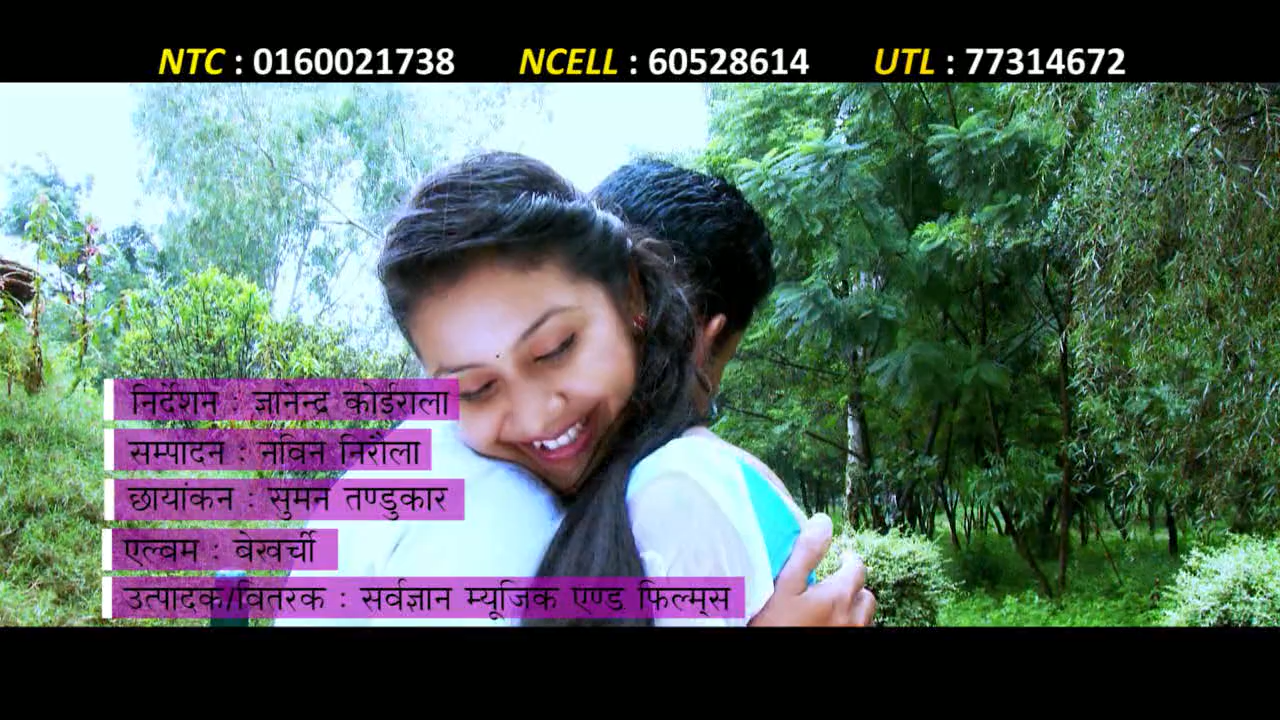 NTC : 0160021738 NCELL : 60528614 UTL : 77314672
निर्देशन : ज्ञानेन्द्र कोईराला
सम्पादन : नविन निरौला
छायांकन : सुमन तण्डुकार
एल्बम : बेखर्ची
उत्पादक/वितरक : सर्वज्ञान म्यूजिक एण्ड फिल्म्स